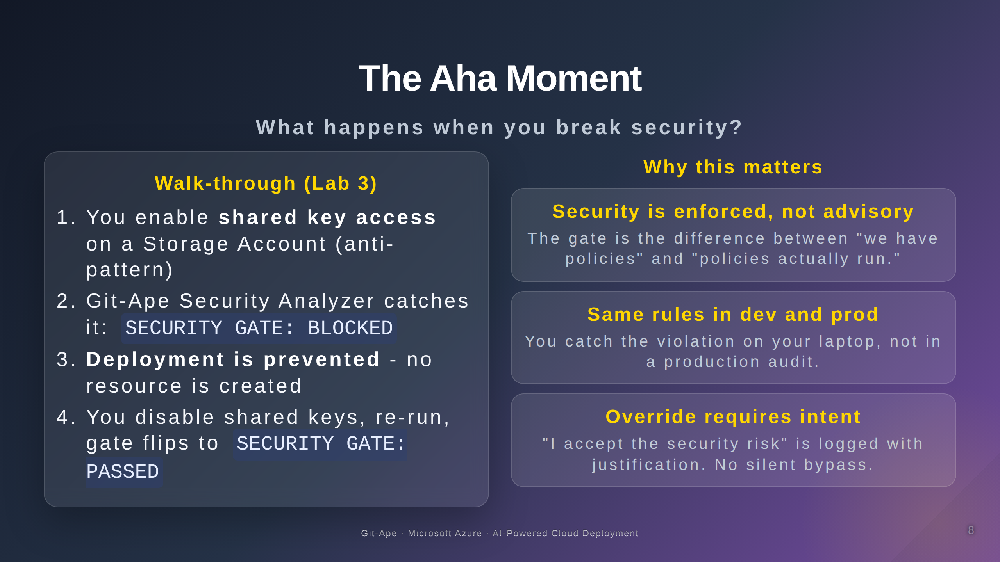 The Aha Moment
What happens when you break security?
Walk-through (Lab 3)
1. You enable shared key access
on a Storage Account (anti-
pattern)
2. Git-Ape Security Analyzer catches
it: SECURITY GATE: BLOCKED
3. Deployment is prevented - no
resource is created
4. You disable shared keys, re-run,
gate flips to SECURITY GATE:
PASSED
Why this matters
Security is enforced, not advisory
The gate is the difference between "we have
policies" and "policies actually run."
Same rules in dev and prod
You catch the violation on your laptop, not in
a production audit.
Override requires intent
"I accept the security risk" is logged with
justification. No silent bypass.
Git-Ape · Microsoft Azure · AI-Powered Cloud Deployment
8